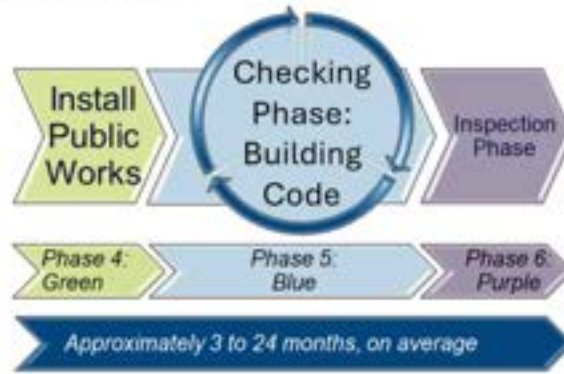 Install
Public
Works
Checking
Phase:
Building
Code
Inspection
Phase
Phase 4:
Green
Phase 5:
Blue
Phase 6:
Purple
Approximately 3 to 24 months, on average